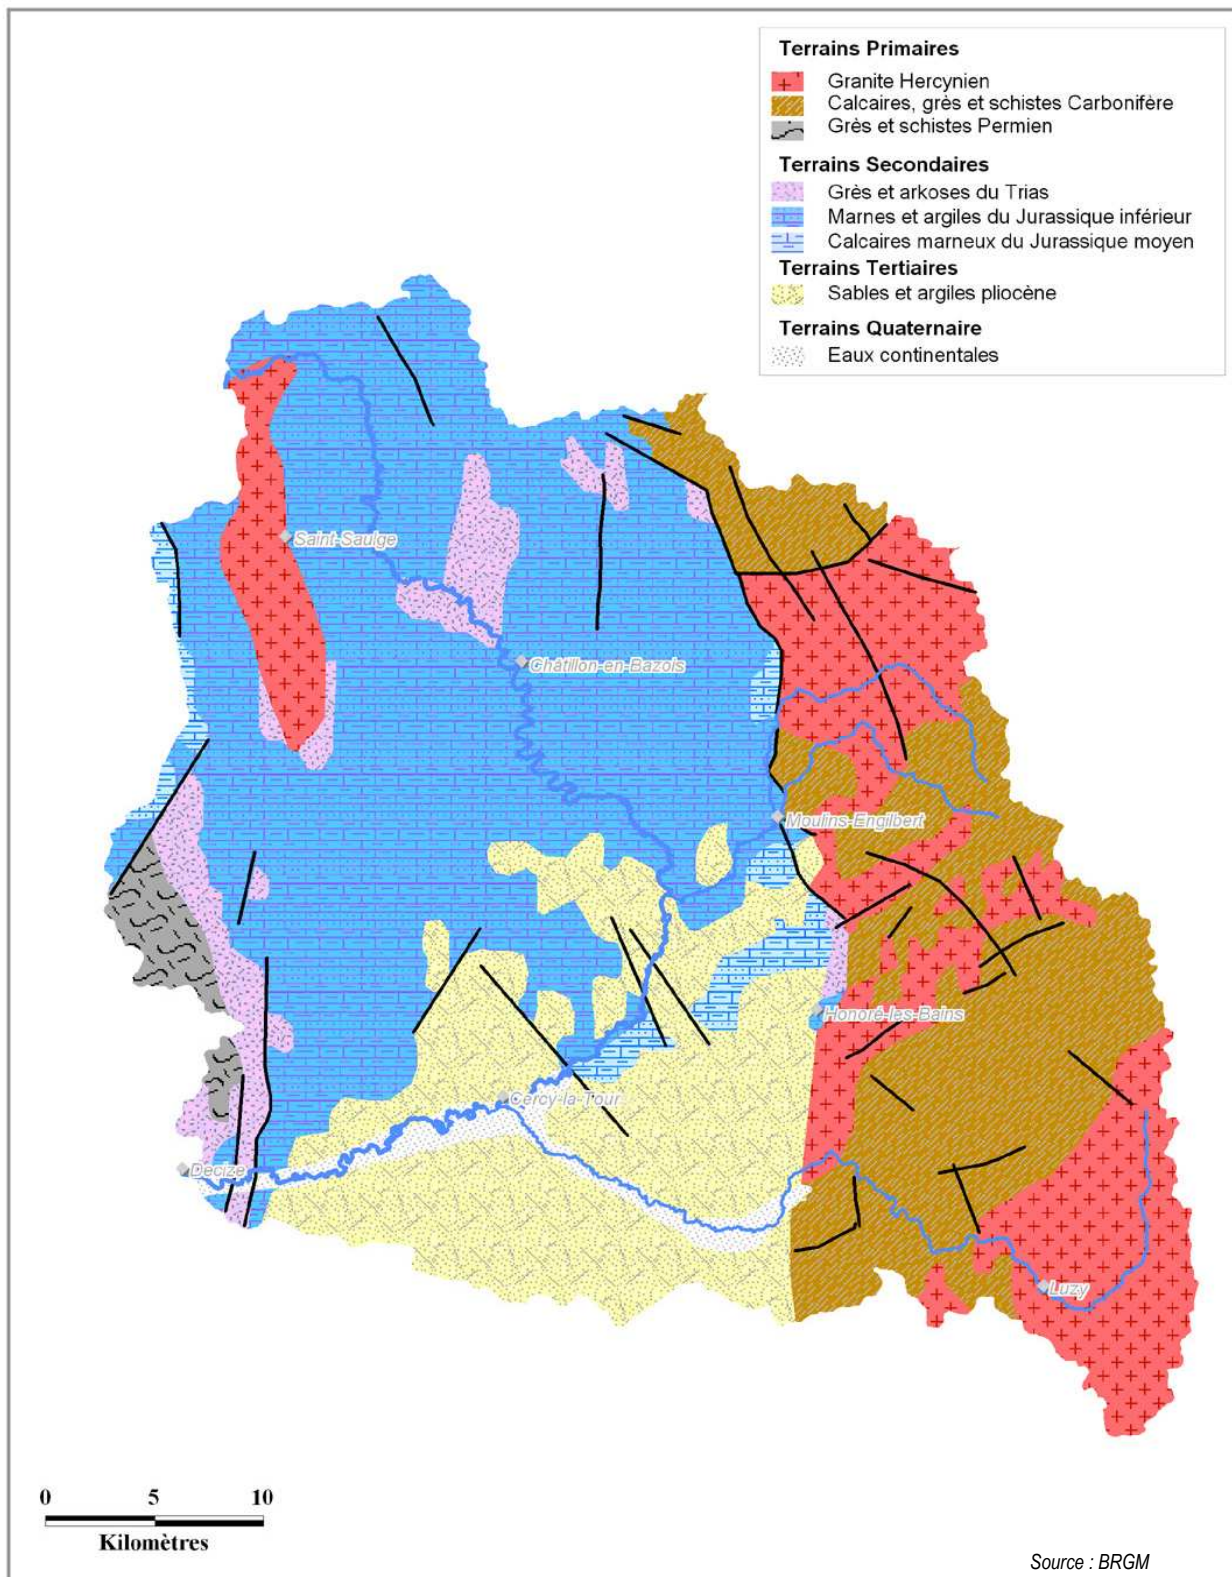 Terrains Primaires
Granite Hercynien
Calcaires, grès et schistes Carbonifère
Grès et schistes Permien
Terrains Secondaires
Grès et arkoses du Trias
Marnes et argiles du Jurassique inférieur
Calcaires marneux du Jurassique moyen
Terrains Tertiaires
Sables et argiles pliocène
Terrains Quaternaire
Eaux continentales
Saint-Saulge
Châtillon-en-Bazois
Moulins-Engilbert
Honoré-les-Bains
Cercy-la-Tour
Decize
Luzy
0 5 10
Kilomètres
Source : BRGM